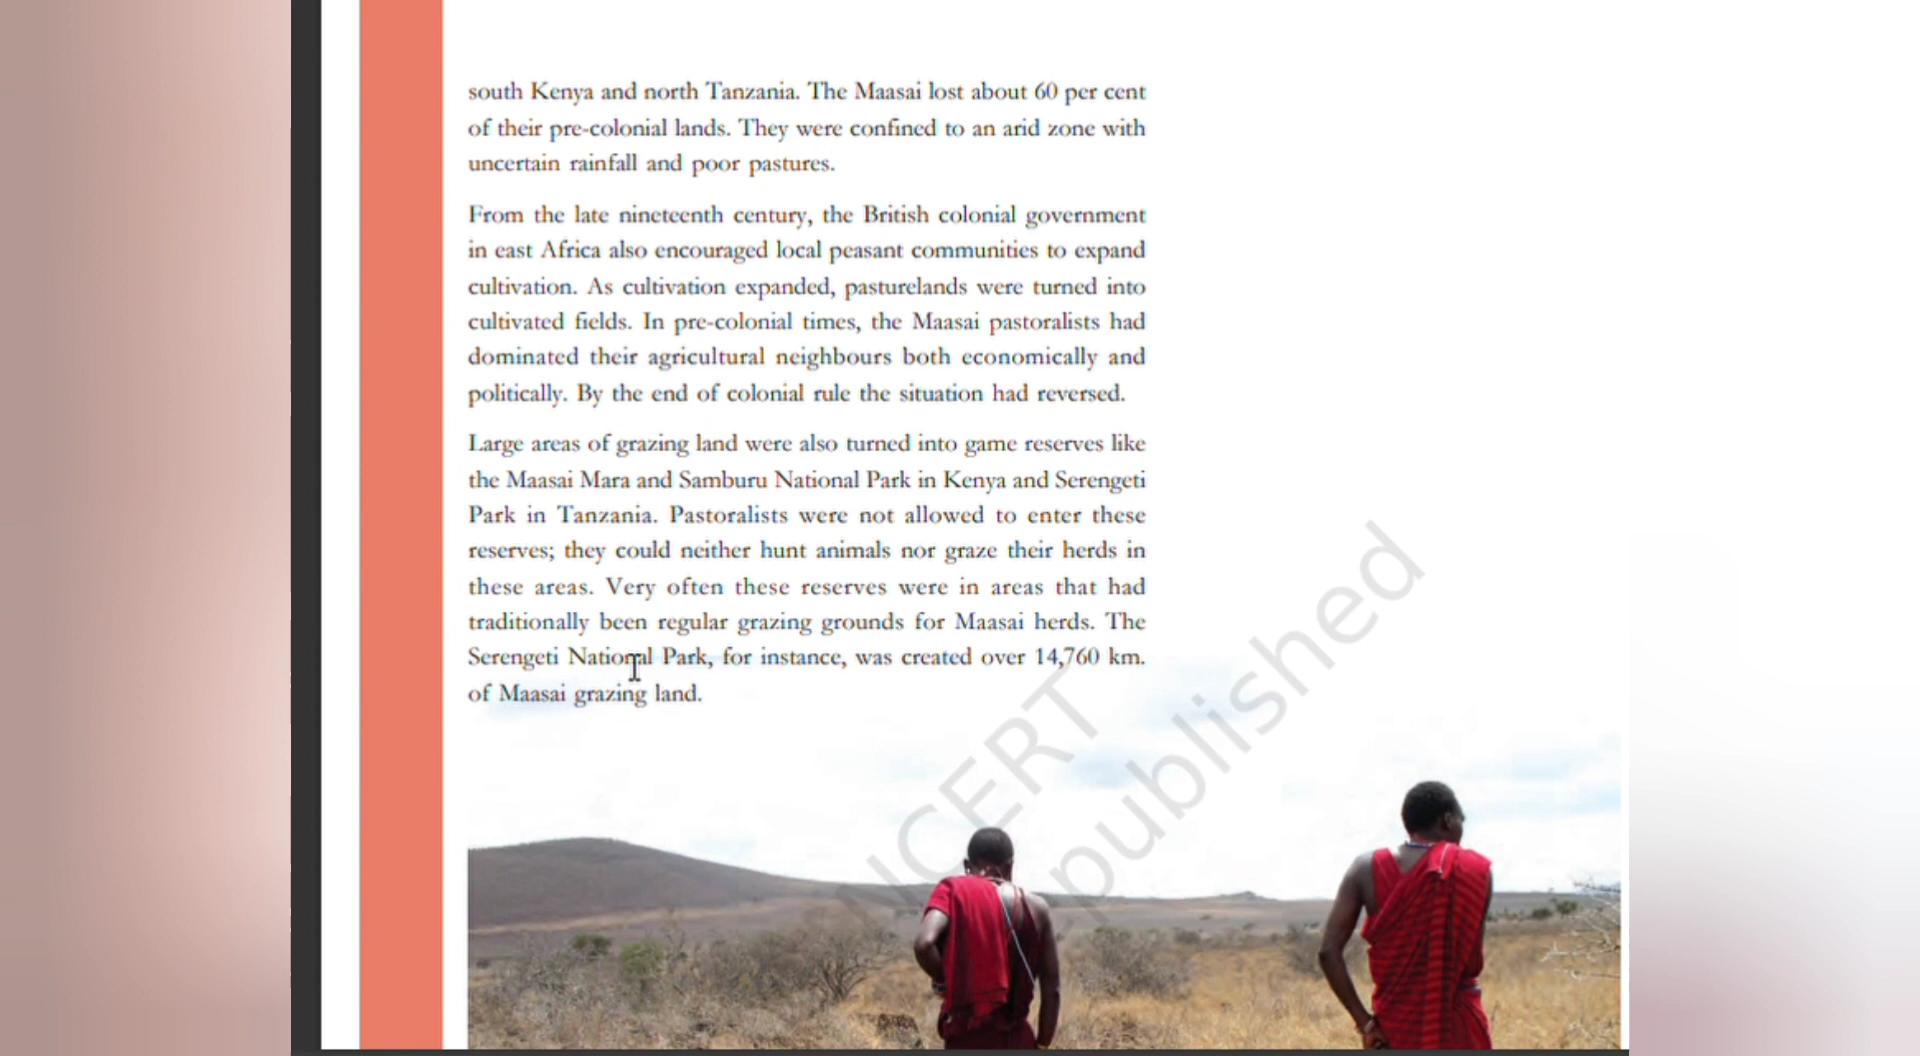 south Kenya and north Tanzania. The Maasai lost about 60 per cent
of their pre-colonial lands. They were confined to an arid zone with
uncertain rainfall and poor pastures.
From the late nineteenth century, the British colonial government
in east Africa also encouraged local peasant communities to expand
cultivation. As cultivation expanded, pasturelands were turned into
cultivated fields. In pre-colonial times, the Maasai pastoralists had
dominated their agricultural neighbours both economically and
politically. By the end of colonial rule the situation had reversed.
Large areas of grazing land were also turned into game reserves like
the Maasai Mara and Samburu National Park in Kenya and Serengeti
Park in Tanzania. Pastoralists were not allowed to enter these
reserves; they could neither hunt animals nor graze their herds in
these areas. Very often these reserves were in areas that had
traditionally been regular grazing grounds for Maasai herds. The
Serengeti National Park, for instance, was created over 14,760 km.
of Maasai grazing land.
NCERT
published